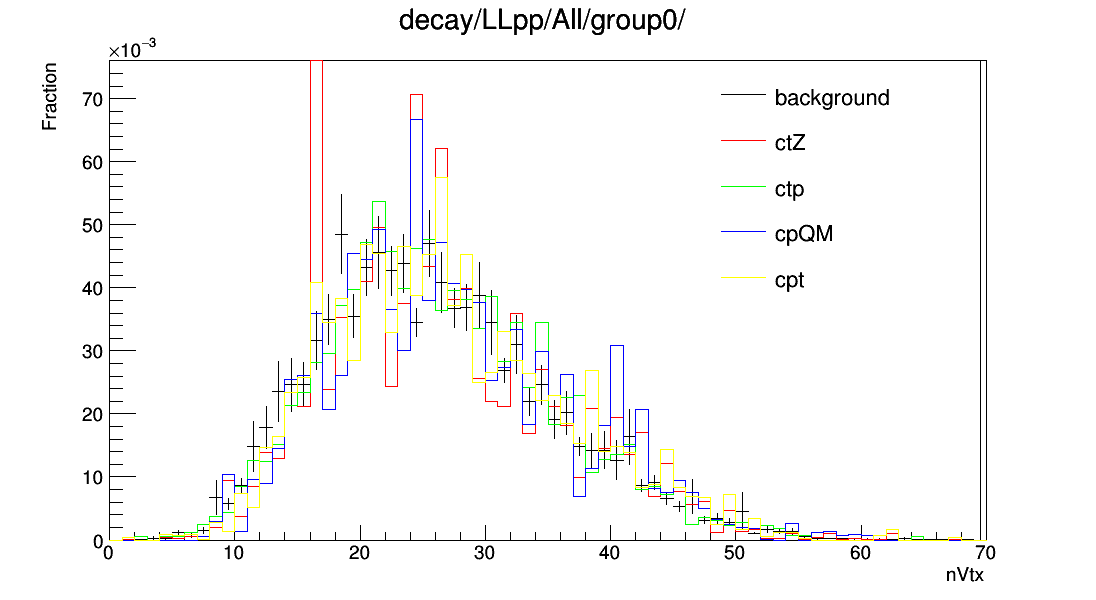 decay/LLpp/All/group0/
×10⁻³
Fraction
70
60
50
40
30
20
10
0
background
ctZ
ctp
cpQM
cpt
0 10 20 30 40 50 60 70
nVtx